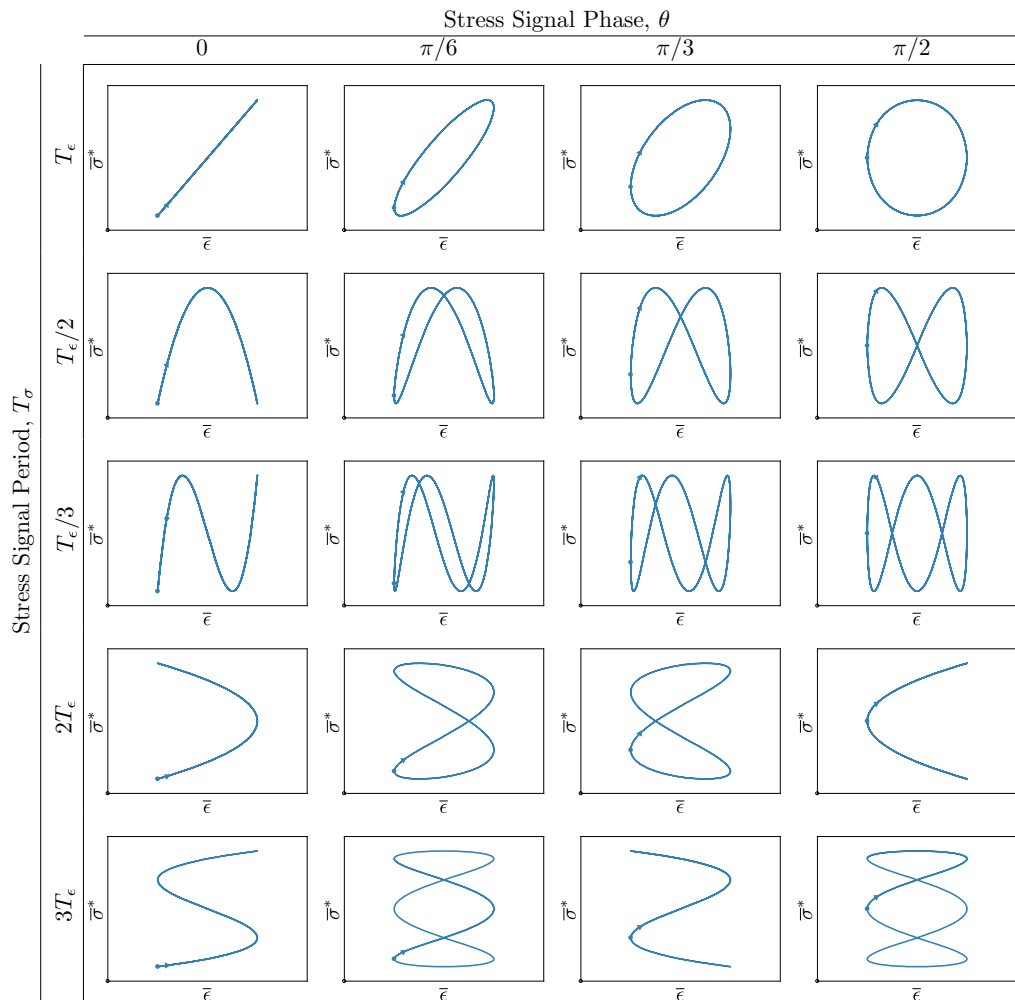 Stress Signal Phase, θ
0 π/6 π/3 π/2
Stress Signal Period, T_σ
T_ϵ
σ̅* σ̅* σ̅* σ̅*
ϵ̅ ϵ̅ ϵ̅ ϵ̅
T_ϵ/2
σ̅* σ̅* σ̅* σ̅*
ϵ̅ ϵ̅ ϵ̅ ϵ̅
T_ϵ/3
σ̅* σ̅* σ̅* σ̅*
ϵ̅ ϵ̅ ϵ̅ ϵ̅
2T_ϵ
σ̅* σ̅* σ̅* σ̅*
ϵ̅ ϵ̅ ϵ̅ ϵ̅
3T_ϵ
σ̅* σ̅* σ̅* σ̅*
ϵ̅ ϵ̅ ϵ̅ ϵ̅